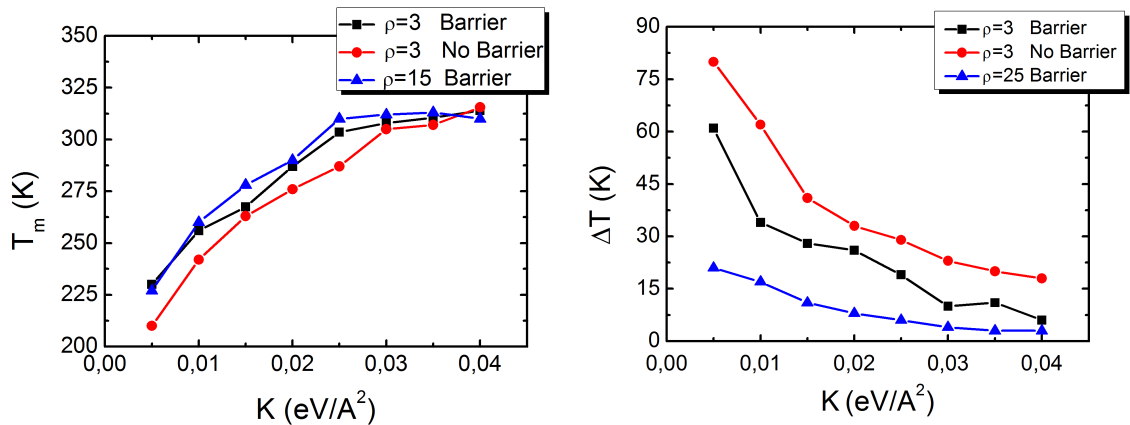 350
325
300
275
250
225
200
T_m (K)
ρ=3 Barrier
ρ=3 No Barrier
ρ=15 Barrier
0,00 0,01 0,02 0,03 0,04
K (eV/A²)
90
75
60
45
30
15
0
ΔT (K)
ρ=3 Barrier
ρ=3 No Barrier
ρ=25 Barrier
0,00 0,01 0,02 0,03 0,04
K (eV/A²)